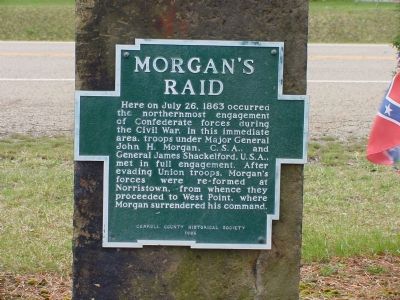 MORGAN'S
RAID
Here on July 26, 1863 occurred
the northernmost engagement
of Confederate forces during
the Civil War. In this immediate
area, troops under Major General
John H. Morgan, C.S.A., and
General James Shackelford, U.S.A.,
met in full engagement. After
evading Union troops, Morgan's
forces were re-formed at
Norristown, from whence they
proceeded to West Point, where
Morgan surrendered his command.
CARROLL COUNTY HISTORICAL SOCIETY